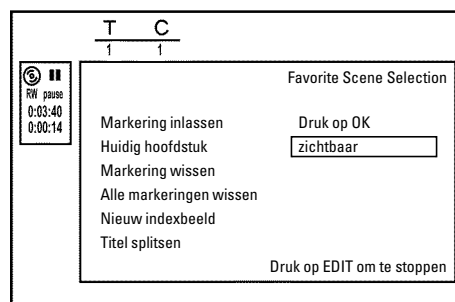 T C
1 1
RW pause
0:03:40
0:00:14
Favorite Scene Selection
Markering inlassen Druk op OK
Huidig hoofdstuk zichtbaar
Markering wissen
Alle markeringen wissen
Nieuw indexbeeld
Titel splitsen
Druk op EDIT om te stoppen